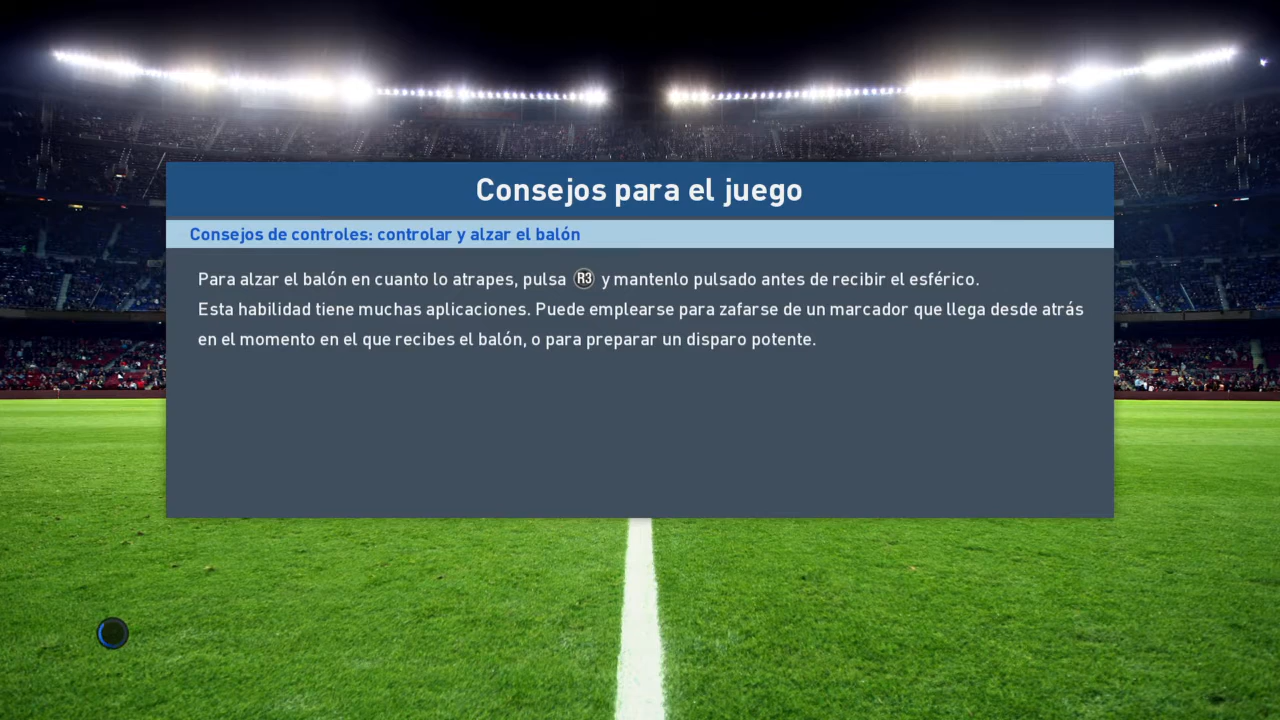 Consejos para el juego
Consejos de controles: controlar y alzar el balón
Para alzar el balón en cuanto lo atrapes, pulsa R3 y mantenlo pulsado antes de recibir el esférico.
Esta habilidad tiene muchas aplicaciones. Puede emplearse para zafarse de un marcador que llega desde atrás
en el momento en el que recibes el balón, o para preparar un disparo potente.